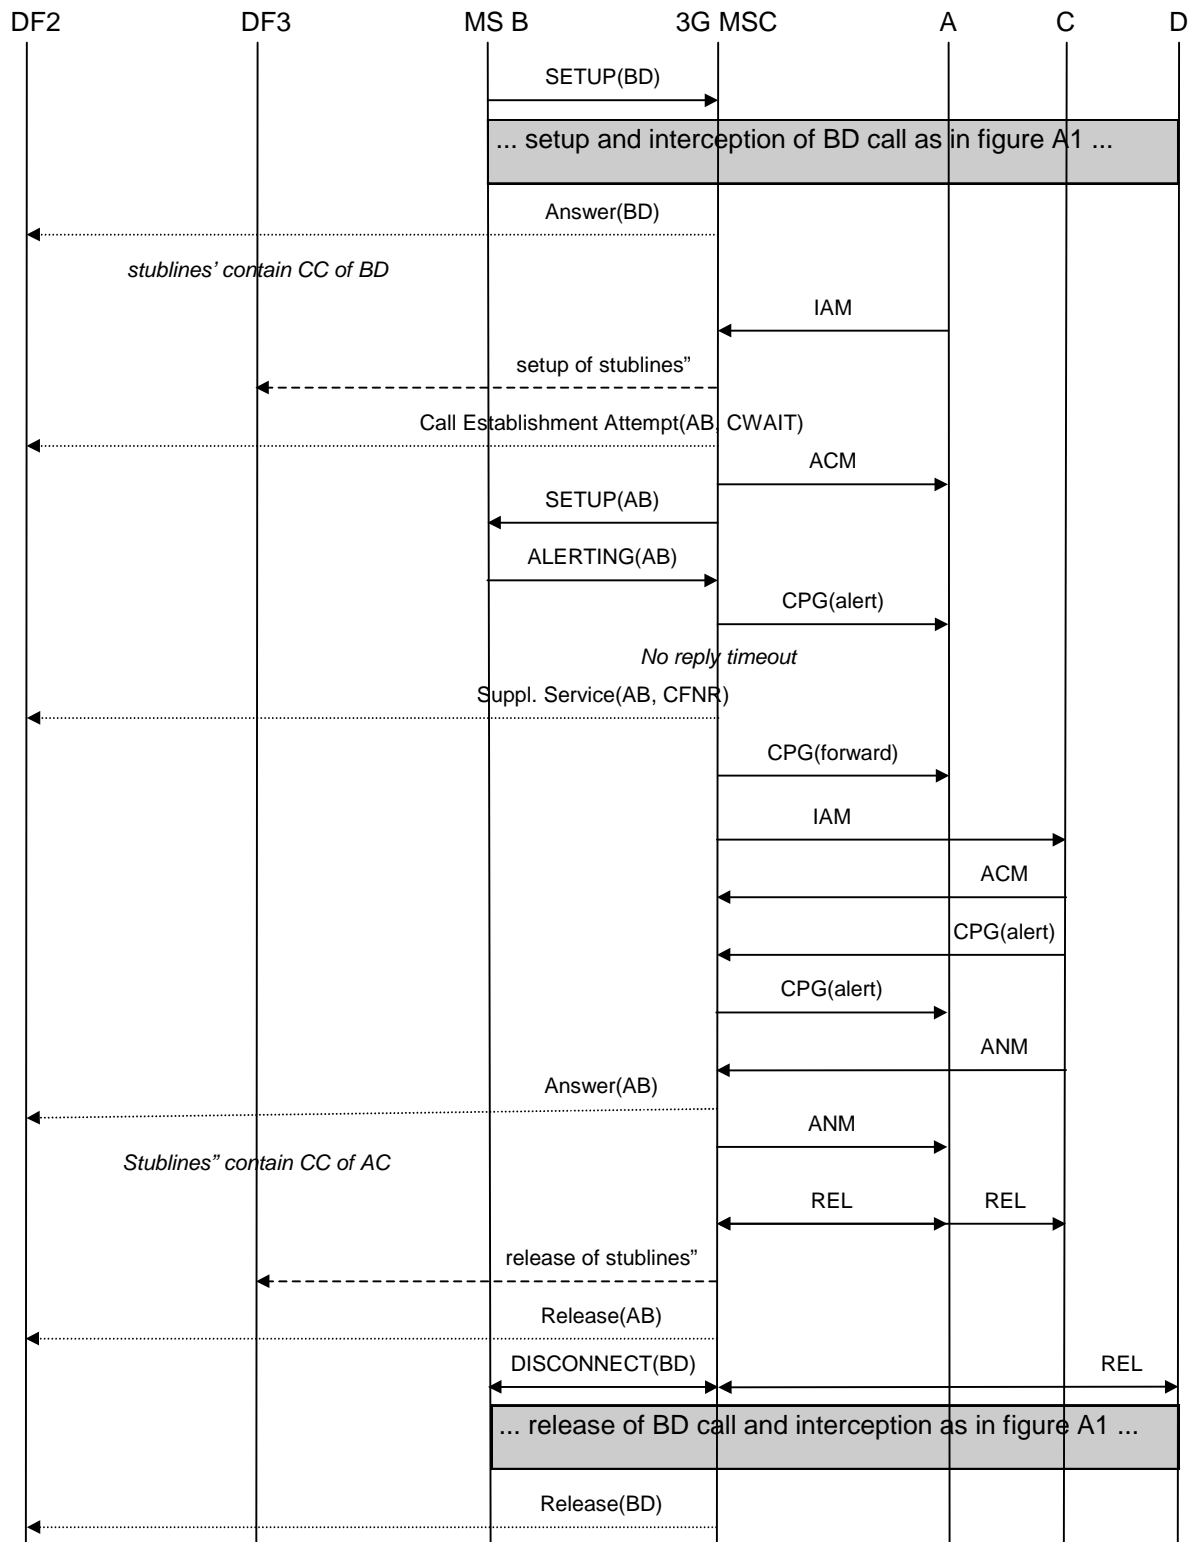 DF2 DF3 MS B 3G MSC A C D
SETUP(BD)
... setup and interception of BD call as in figure A1 ...
Answer(BD)
stublines’ contain CC of BD
IAM
setup of stublines”
Call Establishment Attempt(AB, CWAIT)
ACM
SETUP(AB)
ALERTING(AB)
CPG(alert)
No reply timeout
Suppl. Service(AB, CFNR)
CPG(forward)
IAM
ACM
CPG(alert)
CPG(alert)
ANM
Answer(AB)
ANM
Stublines” contain CC of AC
REL REL
release of stublines”
Release(AB)
DISCONNECT(BD) REL
... release of BD call and interception as in figure A1 ...
Release(BD)